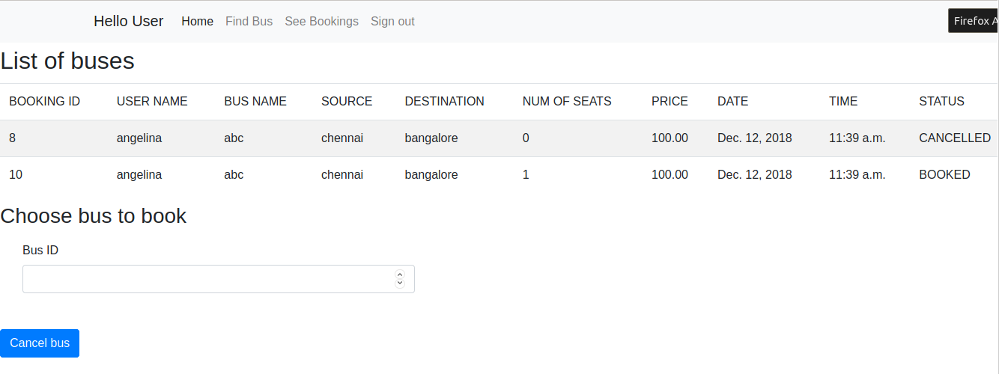 Hello User Home Find Bus See Bookings Sign out Firefox A
List of buses
BOOKING ID USER NAME BUS NAME SOURCE DESTINATION NUM OF SEATS PRICE DATE TIME STATUS
8 angelina abc chennai bangalore 0 100.00 Dec. 12, 2018 11:39 a.m. CANCELLED
10 angelina abc chennai bangalore 1 100.00 Dec. 12, 2018 11:39 a.m. BOOKED
Choose bus to book
Bus ID
Cancel bus